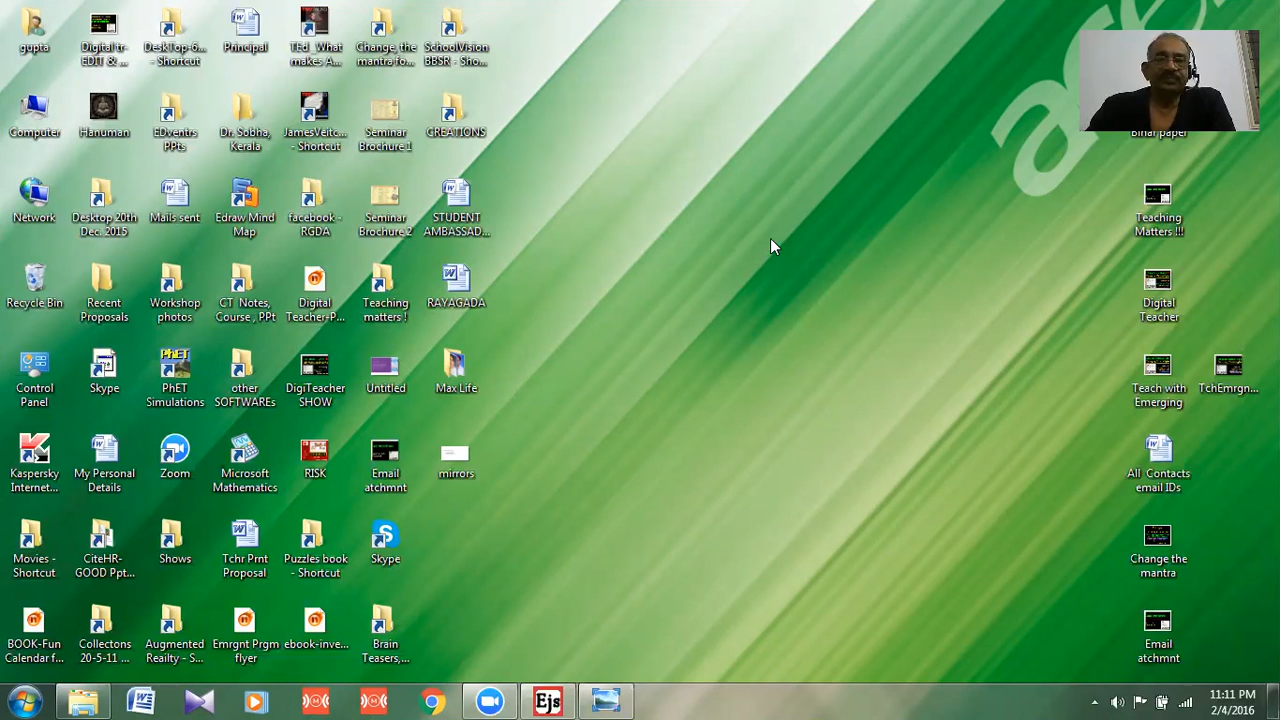 gupta
Digital tr-
EDIT & ...
DeskTop-6...
- Shortcut
Principal
TEd_What
makes A...
Change_the
mantra fo...
SchoolVision
BBSR - Sho...
Computer
Hanuman
EDventrs
PPts
Dr. Sobha,
Kerala
JamesVeitc...
- Shortcut
Seminar
Brochure 1
CREATIONS
Bihar paper
Network
Desktop 20th
Dec. 2015
Mails sent
Edraw Mind
Map
facebook -
RGDA
Seminar
Brochure 2
STUDENT
AMBASSAD...
Teaching
Matters !!!
Recycle Bin
Recent
Proposals
Workshop
photos
CT Notes,
Course , PPt
Digital
Teacher-P...
Teaching
matters !
RAYAGADA
Digital
Teacher
Control
Panel
Skype
PhET
PhET
Simulations
other
SOFTWAREs
DigiTeacher
SHOW
Untitled
Max Life
Teach with
Emerging
TchEmrgn...
Kaspersky
Internet...
My Personal
Details
Zoom
Microsoft
Mathematics
RISK
Email
atchmnt
mirrors
All Contacts
email IDs
Movies -
Shortcut
CiteHR-
GOOD Ppt...
Shows
Tchr Prnt
Proposal
Puzzles book
- Shortcut
Skype
Change the
mantra
BOOK-Fun
Calendar f...
Collectons
20-5-11 ...
Augmented
Reailty - S...
Emrgnt Prgm
flyer
ebook-inve...
Brain
Teasers,...
Email
atchmnt
Ejs
11:11 PM
2/4/2016